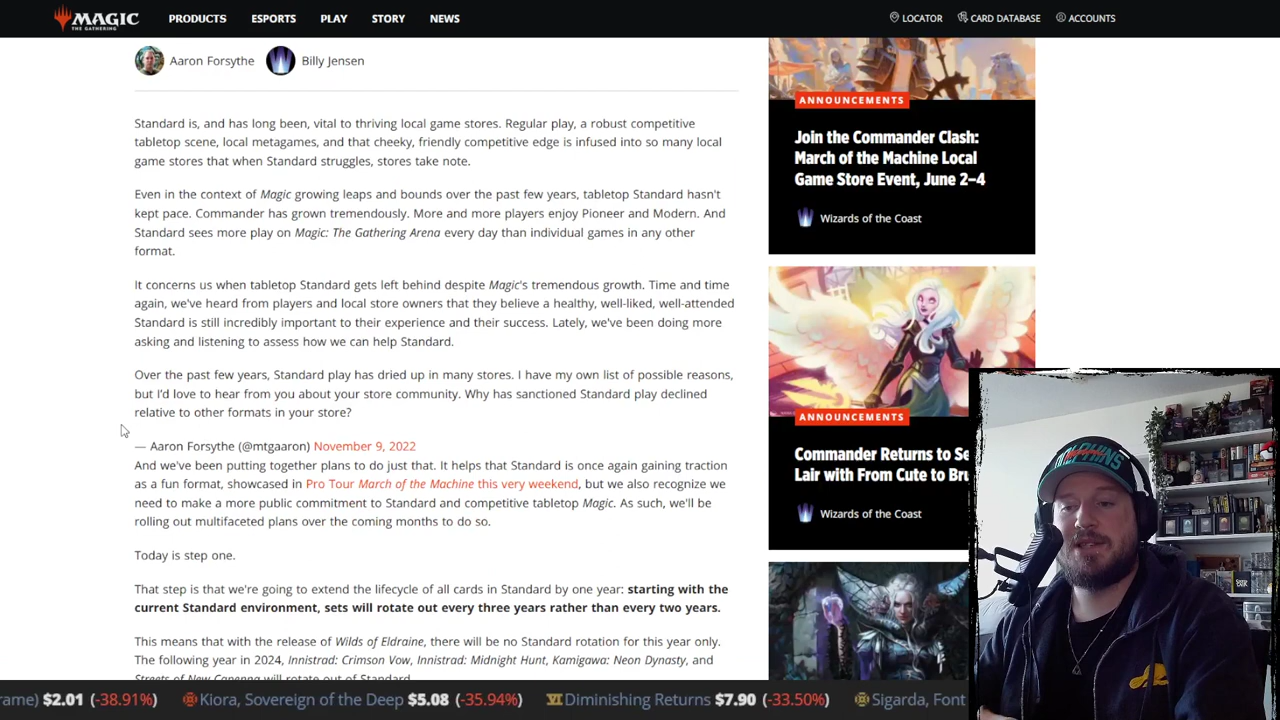 MAGIC
THE GATHERING
PRODUCTS
ESPORTS
PLAY
STORY
NEWS
LOCATOR
CARD DATABASE
ACCOUNTS
Aaron Forsythe
Billy Jensen
Standard is, and has long been, vital to thriving local game stores. Regular play, a robust competitive
tabletop scene, local metagames, and that cheeky, friendly competitive edge is infused into so many local
game stores that when Standard struggles, stores take note.
Even in the context of Magic growing leaps and bounds over the past few years, tabletop Standard hasn't
kept pace. Commander has grown tremendously. More and more players enjoy Pioneer and Modern. And
Standard sees more play on Magic: The Gathering Arena every day than individual games in any other
format.
It concerns us when tabletop Standard gets left behind despite Magic's tremendous growth. Time and time
again, we've heard from players and local store owners that they believe a healthy, well-liked, well-attended
Standard is still incredibly important to their experience and their success. Lately, we've been doing more
asking and listening to assess how we can help Standard.
Over the past few years, Standard play has dried up in many stores. I have my own list of possible reasons,
but I'd love to hear from you about your store community. Why has sanctioned Standard play declined
relative to other formats in your store?
— Aaron Forsythe (@mtgaaron) November 9, 2022
And we've been putting together plans to do just that. It helps that Standard is once again gaining traction
as a fun format, showcased in Pro Tour March of the Machine this very weekend, but we also recognize we
need to make a more public commitment to Standard and competitive tabletop Magic. As such, we'll be
rolling out multifaceted plans over the coming months to do so.
Today is step one.
That step is that we're going to extend the lifecycle of all cards in Standard by one year: starting with the
current Standard environment, sets will rotate out every three years rather than every two years.
This means that with the release of Wilds of Eldraine, there will be no Standard rotation for this year only.
The following year in 2024, Innistrad: Crimson Vow, Innistrad: Midnight Hunt, Kamigawa: Neon Dynasty, and
Streets of New Capenna will rotate out of Standard.
ANNOUNCEMENTS
Join the Commander Clash:
March of the Machine Local
Game Store Event, June 2–4
Wizards of the Coast
ANNOUNCEMENTS
Commander Returns to Se
Lair with From Cute to Bru
Wizards of the Coast
DOLPHINS
rame) $2.01 (-38.91%)
Kiora, Sovereign of the Deep $5.08 (-35.94%)
VI Diminishing Returns $7.90 (-33.50%)
Sigarda, Font